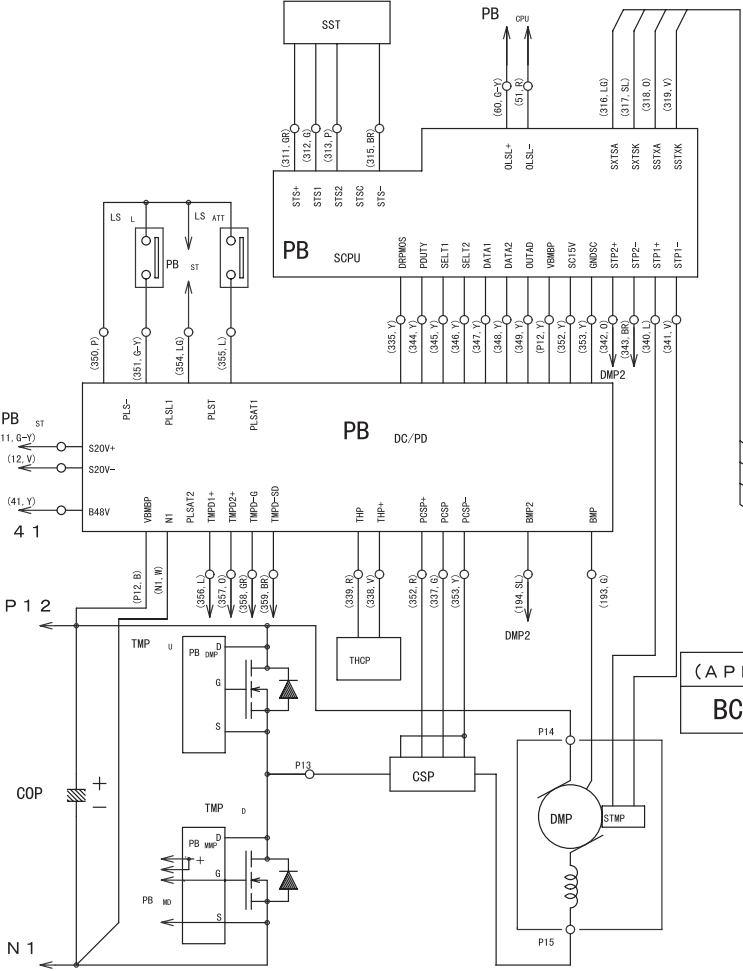 SST
PB CPU
(311, GR)
(312, G)
(313, P)
(315, BR)
(60, G-Y)
(51, R)
(316, LG)
(317, SL)
(318, O)
(319, V)
STS+
STS1
STS2
STSC
STS-
OLSL+
OLSL-
SXTSA
SXTSK
SSTXA
SSTXK
PB SCPU
DRPMOS
PDUTY
SELT1
SELT2
DATA1
DATA2
OUTAD
VBMBP
SC15V
GNDSC
STP2+
STP2-
STP1+
STP1-
LS L
PB ST
LS ATT
(350, P)
(351, G-Y)
(354, LG)
(355, L)
(335, Y)
(344, Y)
(345, Y)
(346, Y)
(347, Y)
(348, Y)
(349, Y)
(P12, Y)
(352, Y)
(353, Y)
(342, O)
(343, BR)
(340, L)
(341, V)
DMP2
PLS-
PLSL1
PLST
PLSAT1
PB DC/PD
PB ST
11, G-Y)
S20V+
(12, V)
S20V-
(41, Y)
B48V
41
VBMBP
N1
PLSAT2
TMPD1+
TMPD2+
TMPD-G
TMPD-SD
THP
THP+
PCSP+
PCSP
PCSP-
BMP2
BMP
(P12, B)
(N1, W)
(356, L)
(357, O)
(358, GR)
(359, BR)
(339, R)
(338, V)
(352, R)
(337, G)
(353, Y)
(194, SL)
(193, G)
P12
DMP2
TMP U
PB DMP
D
G
S
THCP
(AP
BC
P13
CSP
P14
COP
+
−
TMP D
PB MMP
D
+
G
PB MD
S
DMP
STMP
P15
N1